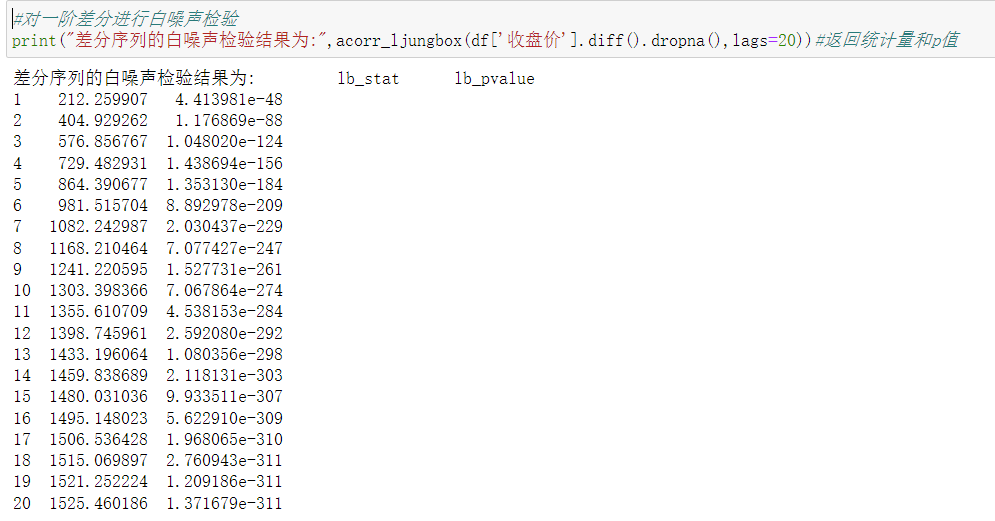 #对一阶差分进行白噪声检验
print("差分序列的白噪声检验结果为:",acorr_ljungbox(df['收盘价'].diff().dropna(),lags=20))#返回统计量和p值
差分序列的白噪声检验结果为: lb_stat lb_pvalue
1 212.259907 4.413981e-48
2 404.929262 1.176869e-88
3 576.856767 1.048020e-124
4 729.482931 1.438694e-156
5 864.390677 1.353130e-184
6 981.515704 8.892978e-209
7 1082.242987 2.030437e-229
8 1168.210464 7.077427e-247
9 1241.220595 1.527731e-261
10 1303.398366 7.067864e-274
11 1355.610709 4.538153e-284
12 1398.745961 2.592080e-292
13 1433.196064 1.080356e-298
14 1459.838689 2.118131e-303
15 1480.031036 9.933511e-307
16 1495.148023 5.622910e-309
17 1506.536428 1.968065e-310
18 1515.069897 2.760943e-311
19 1521.252224 1.209186e-311
20 1525.460186 1.371679e-311